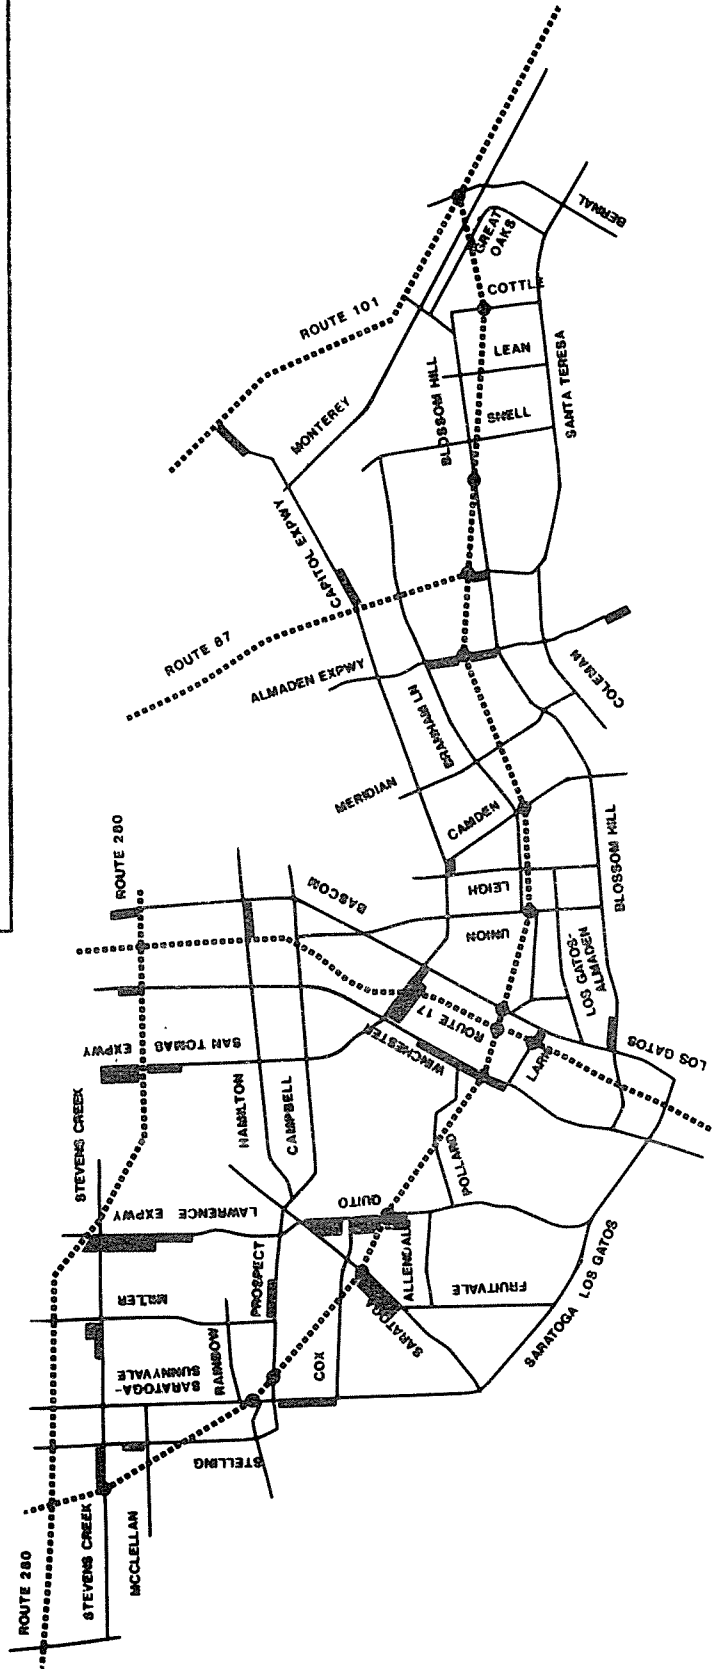 ROUTE 101
MONTEREY
CAPITOL EXPWY
ROUTE 87
ALMADEN EXPWY
BERNAL
GREAT
OAKS
COTTLE
LEAN
SNELL
BLOSSOM HILL
SANTA TERESA
COLEMAN
BRANHAM LN
MERIDIAN
CAMDEN
BLOSSOM HILL
LEIGH
UNION
LOS GATOS-
ALMADEN
BASCOM
ROUTE 280
ROUTE 17
WINCHESTER
LARK
LOS GATOS
SAN TOMAS EXPWY
HAMILTON
CAMPBELL
STEVENS CREEK
POLLARD
QUITO
LAWRENCE EXPWY
PROSPECT
ALLENDALE
FRUITVALE
SARATOGA LOS GATOS
SARATOGA
MILLER
RAINBOW
COX
SARATOGA-
SUNNYVALE
STELLING
STEVENS CREEK
MCCLELLAN
ROUTE 280